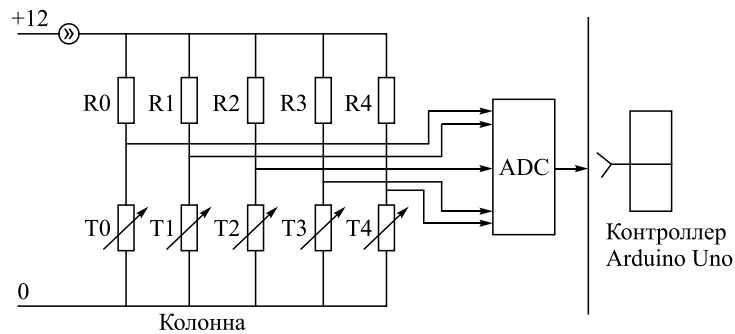 +12
R0 R1 R2 R3 R4
ADC
T0 T1 T2 T3 T4
Контроллер
Arduino Uno
0
Колонна